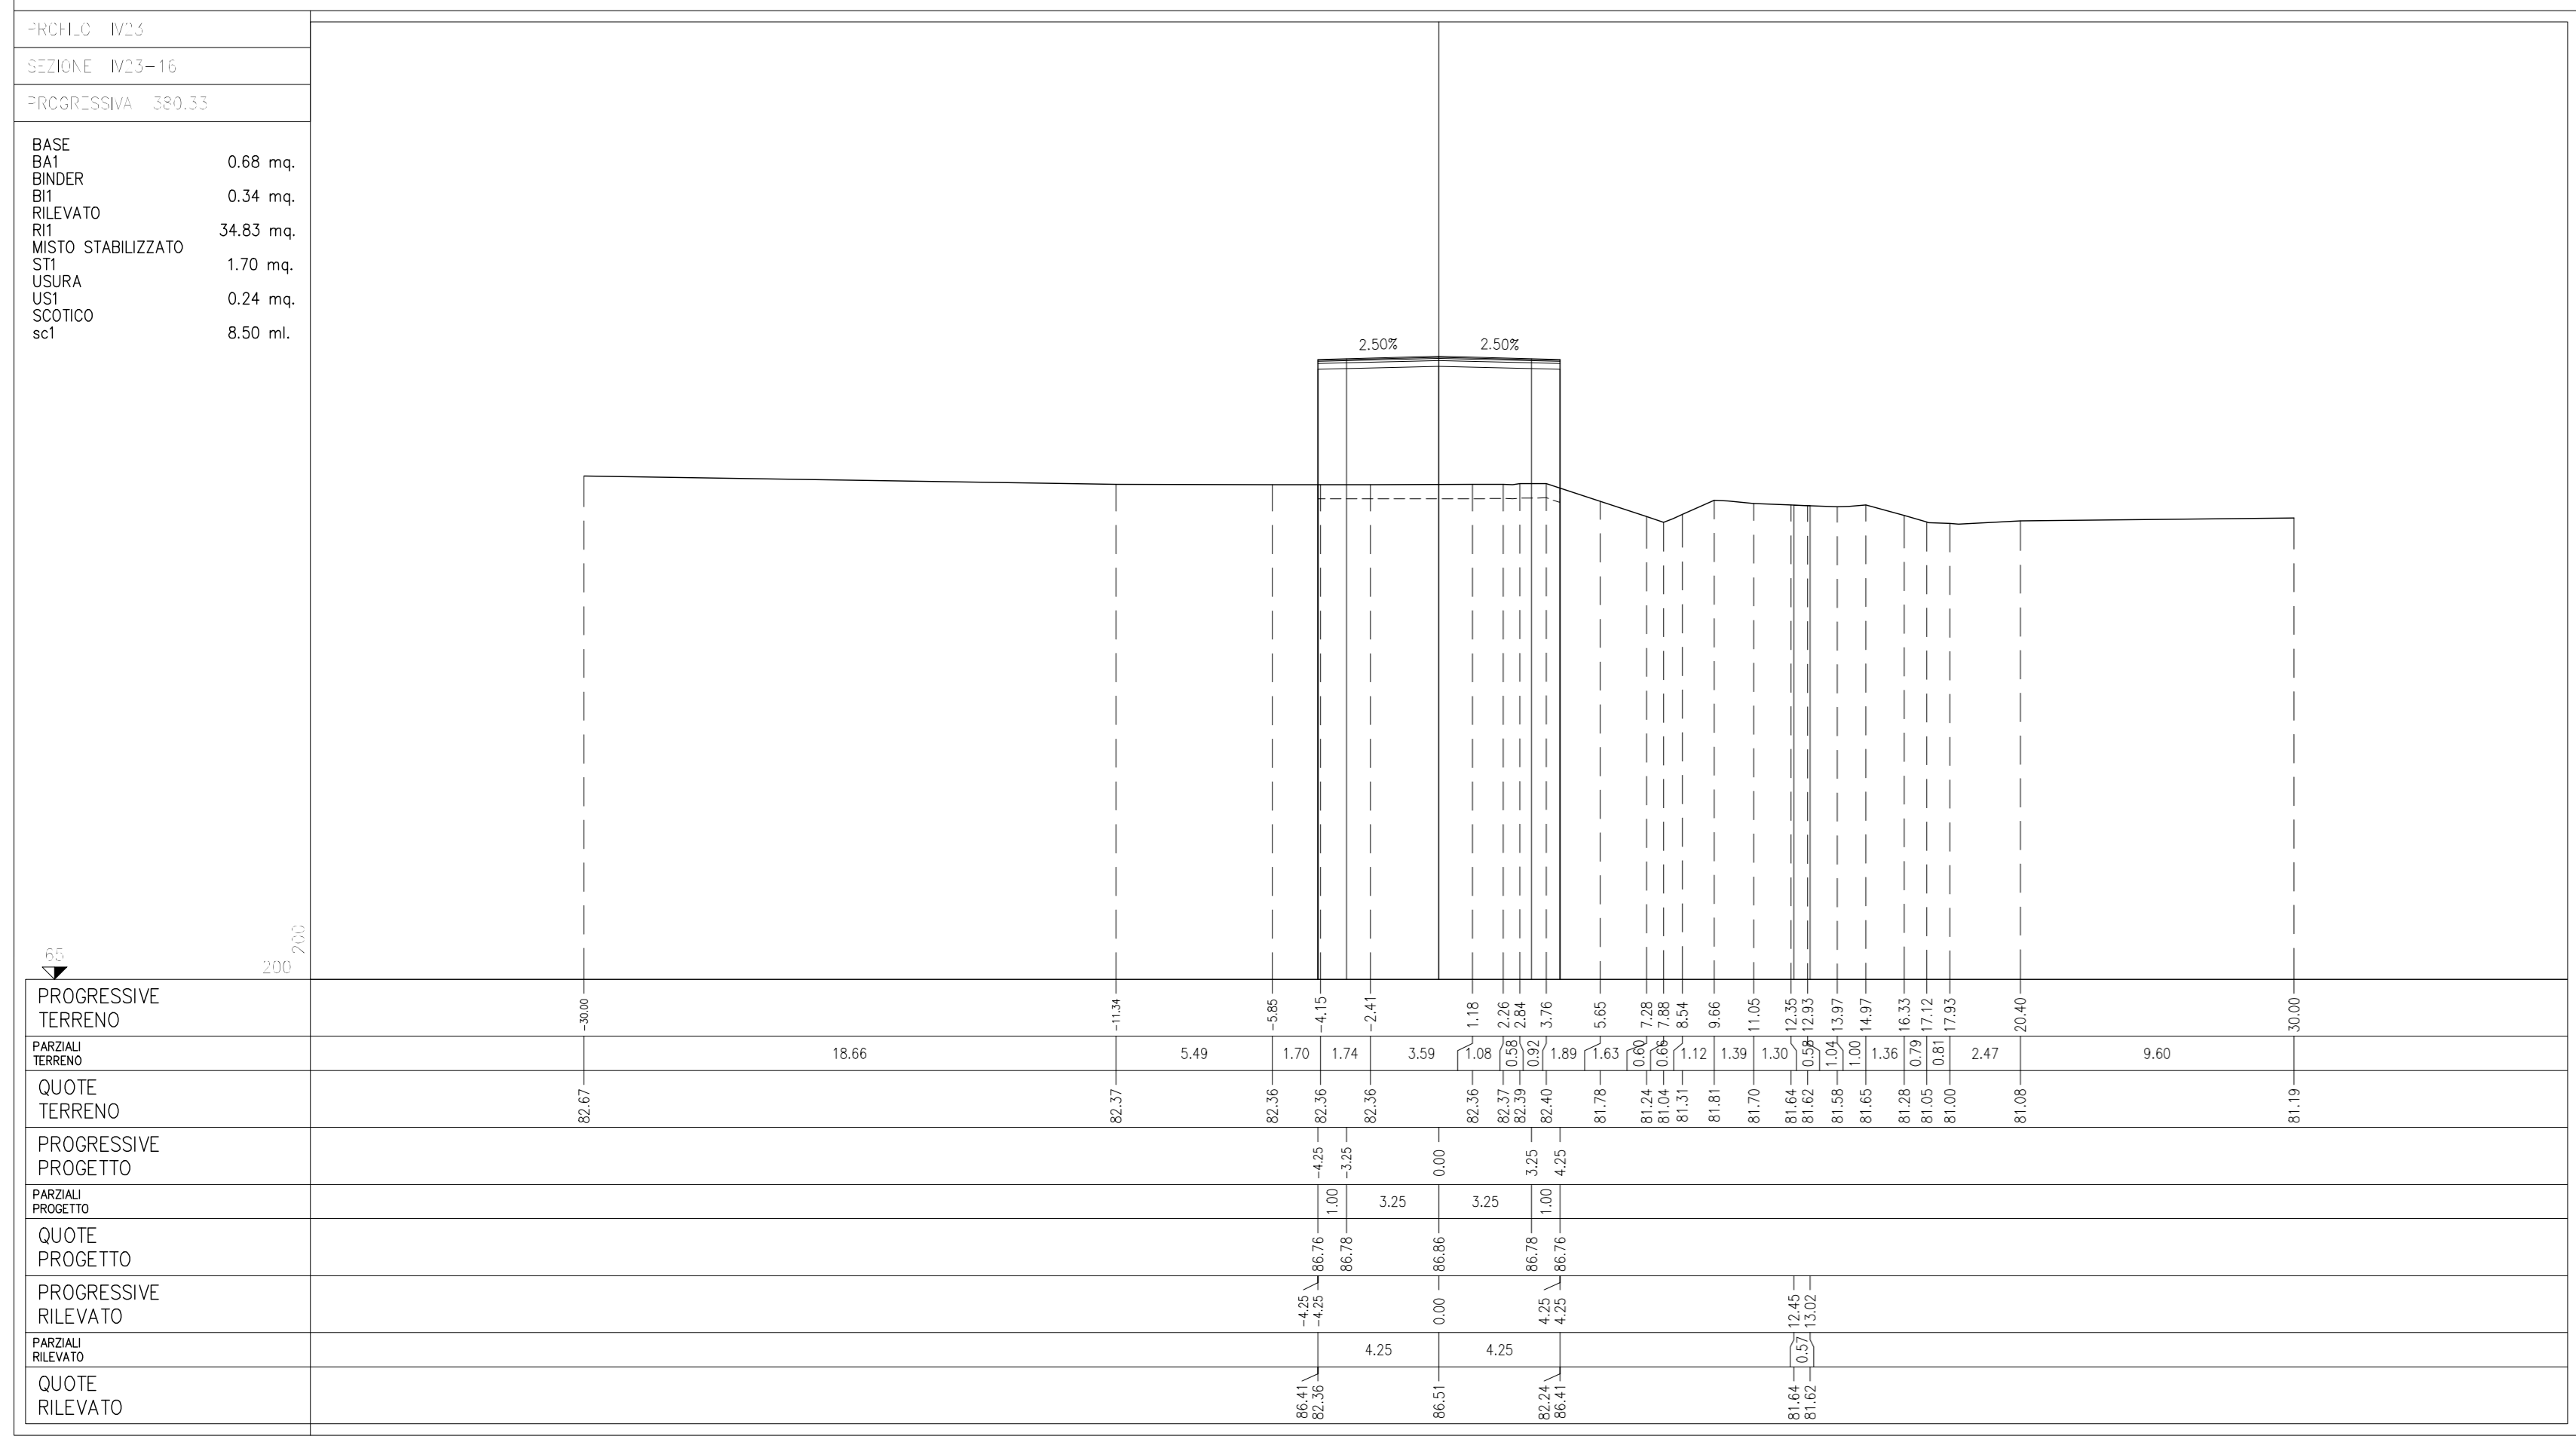 PROFILO IV23
SEZIONE IV23-16
PROGRESSIVA 380.33
BASE
BA1 0.68 mq.
BINDER
BI1 0.34 mq.
RILEVATO
RI1 34.83 mq.
MISTO STABILIZZATO
ST1 1.70 mq.
USURA
US1 0.24 mq.
SCOTICO
sc1 8.50 ml.
2.50% 2.50%
65 200 200
PROGRESSIVE
TERRENO
-30.00 -11.34 -5.85 -4.15 -2.41 1.18 2.26 2.84 3.76 5.65 7.28 7.88 8.54 9.66 11.05 12.35 12.93 13.97 14.97 16.33 17.12 17.93 20.40 30.00
PARZIALI
TERRENO
18.66 5.49 1.70 1.74 3.59 1.08 0.58 0.92 1.89 1.63 0.60 0.66 1.12 1.39 1.30 0.58 1.04 1.00 1.36 0.79 0.81 2.47 9.60
QUOTE
TERRENO
82.67 82.37 82.36 82.36 82.36 82.36 82.37 82.39 82.40 81.78 81.24 81.04 81.31 81.81 81.70 81.64 81.62 81.58 81.65 81.28 81.05 81.00 81.08 81.19
PROGRESSIVE
PROGETTO
-4.25 -3.25 0.00 3.25 4.25
PARZIALI
PROGETTO
1.00 3.25 3.25 1.00
QUOTE
PROGETTO
86.76 86.78 86.86 86.78 86.76
PROGRESSIVE
RILEVATO
-4.25 -4.25 0.00 4.25 4.25 12.45 13.02
PARZIALI
RILEVATO
4.25 4.25 0.57
QUOTE
RILEVATO
86.41 82.36 86.51 82.24 86.41 81.64 81.62